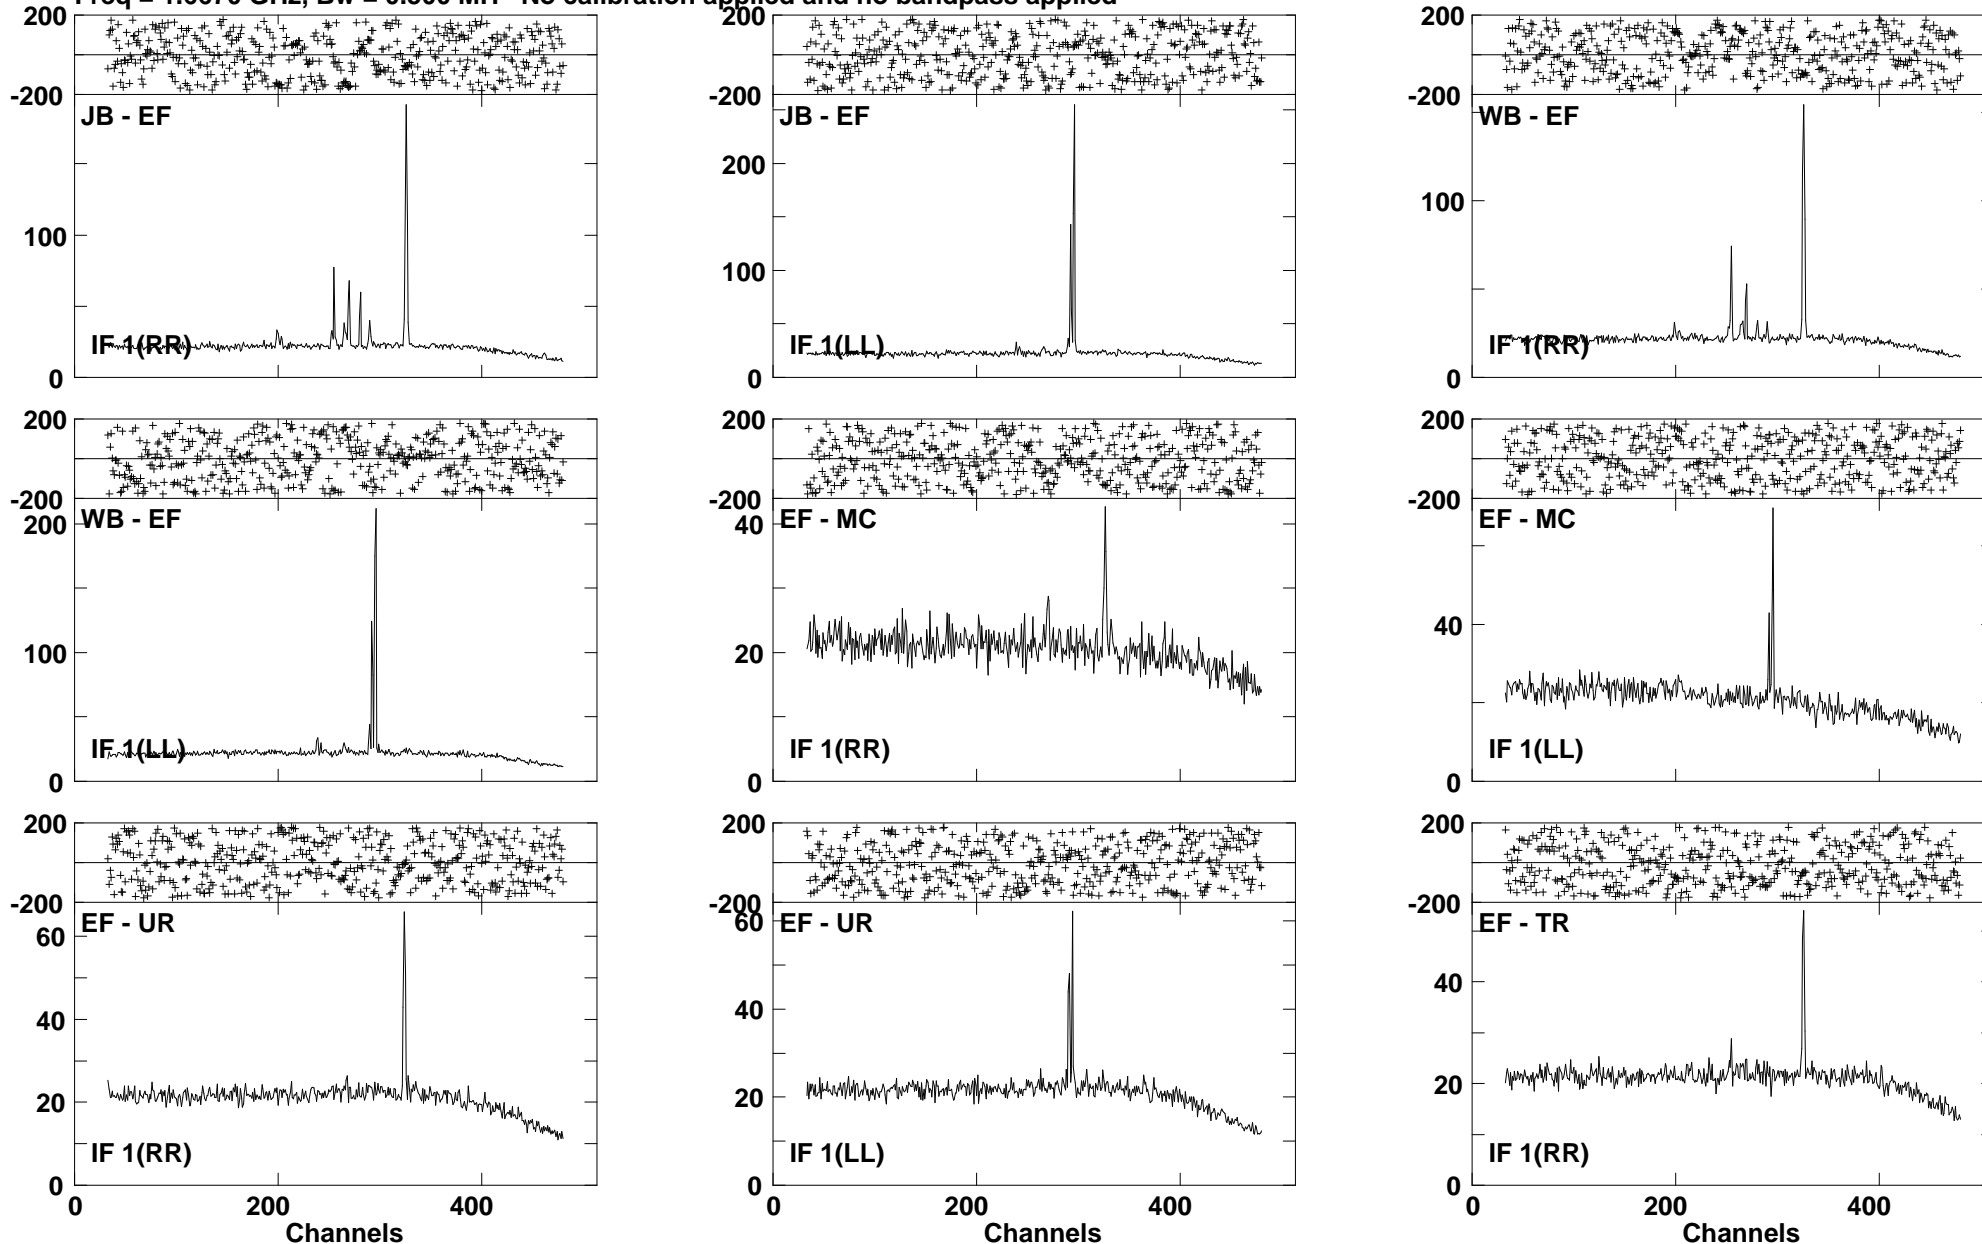 No calibration applied and no bandpass applied
200 200 200
-200 -200 -200
JB - EF JB - EF WB - EF
200
100 100 100
IF 1(RR) IF 1(LL) IF 1(RR)
0 0 0
200 200 200
-200 -200 -200
WB - EF EF - MC EF - MC
200 40
100 20 40
IF 1(LL) IF 1(RR) IF 1(LL)
0 0 0
200 200 200
-200 -200 -200
EF - UR EF - UR EF - TR
60 60
40 40 40
20 20 20
IF 1(RR) IF 1(LL) IF 1(RR)
0 0 0
0 200 400 0 200 400 0 200 400
Channels Channels